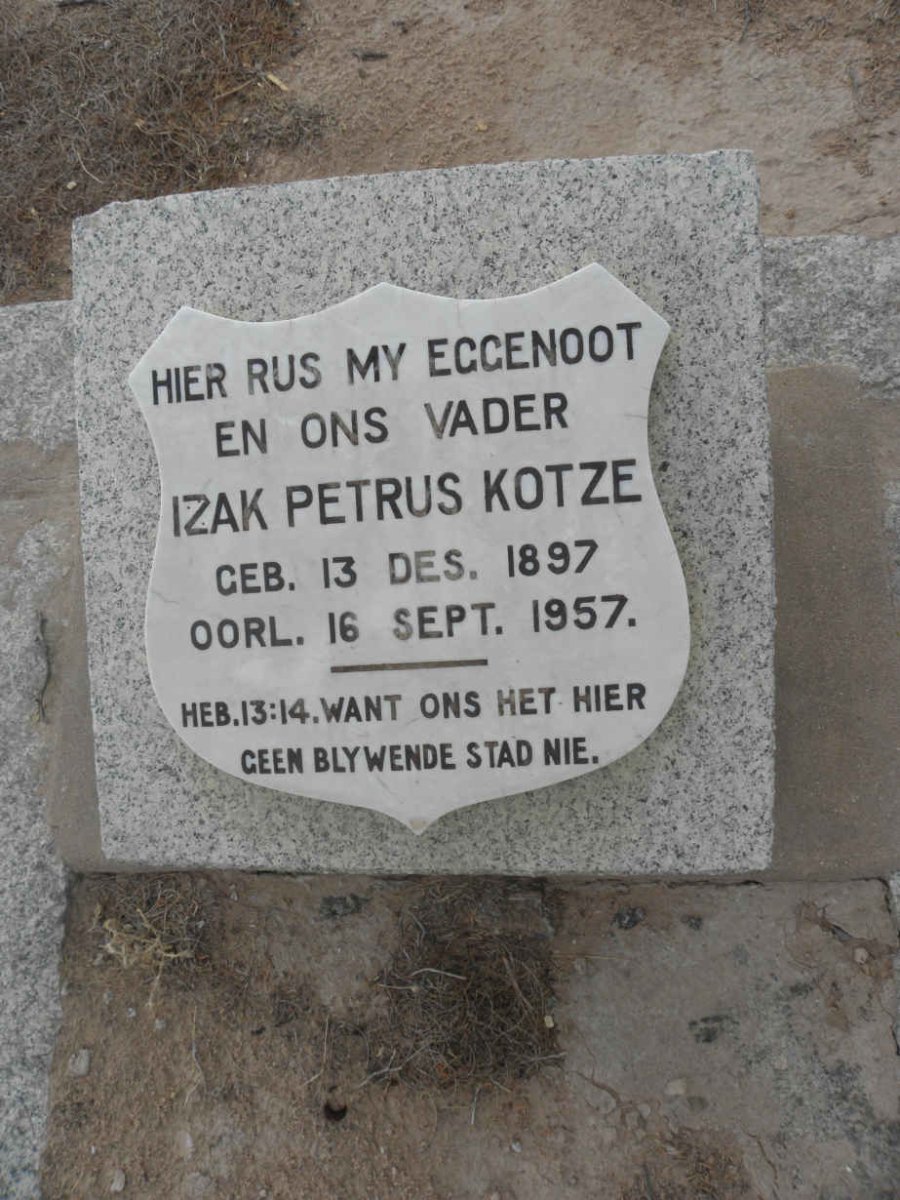 HIER RUS MY EGGENOOT
EN ONS VADER
IZAK PETRUS KOTZE
GEB. 13 DES. 1897
OORL. 16 SEPT. 1957.
HEB.13:14.WANT ONS HET HIER
GEEN BLYWENDE STAD NIE.